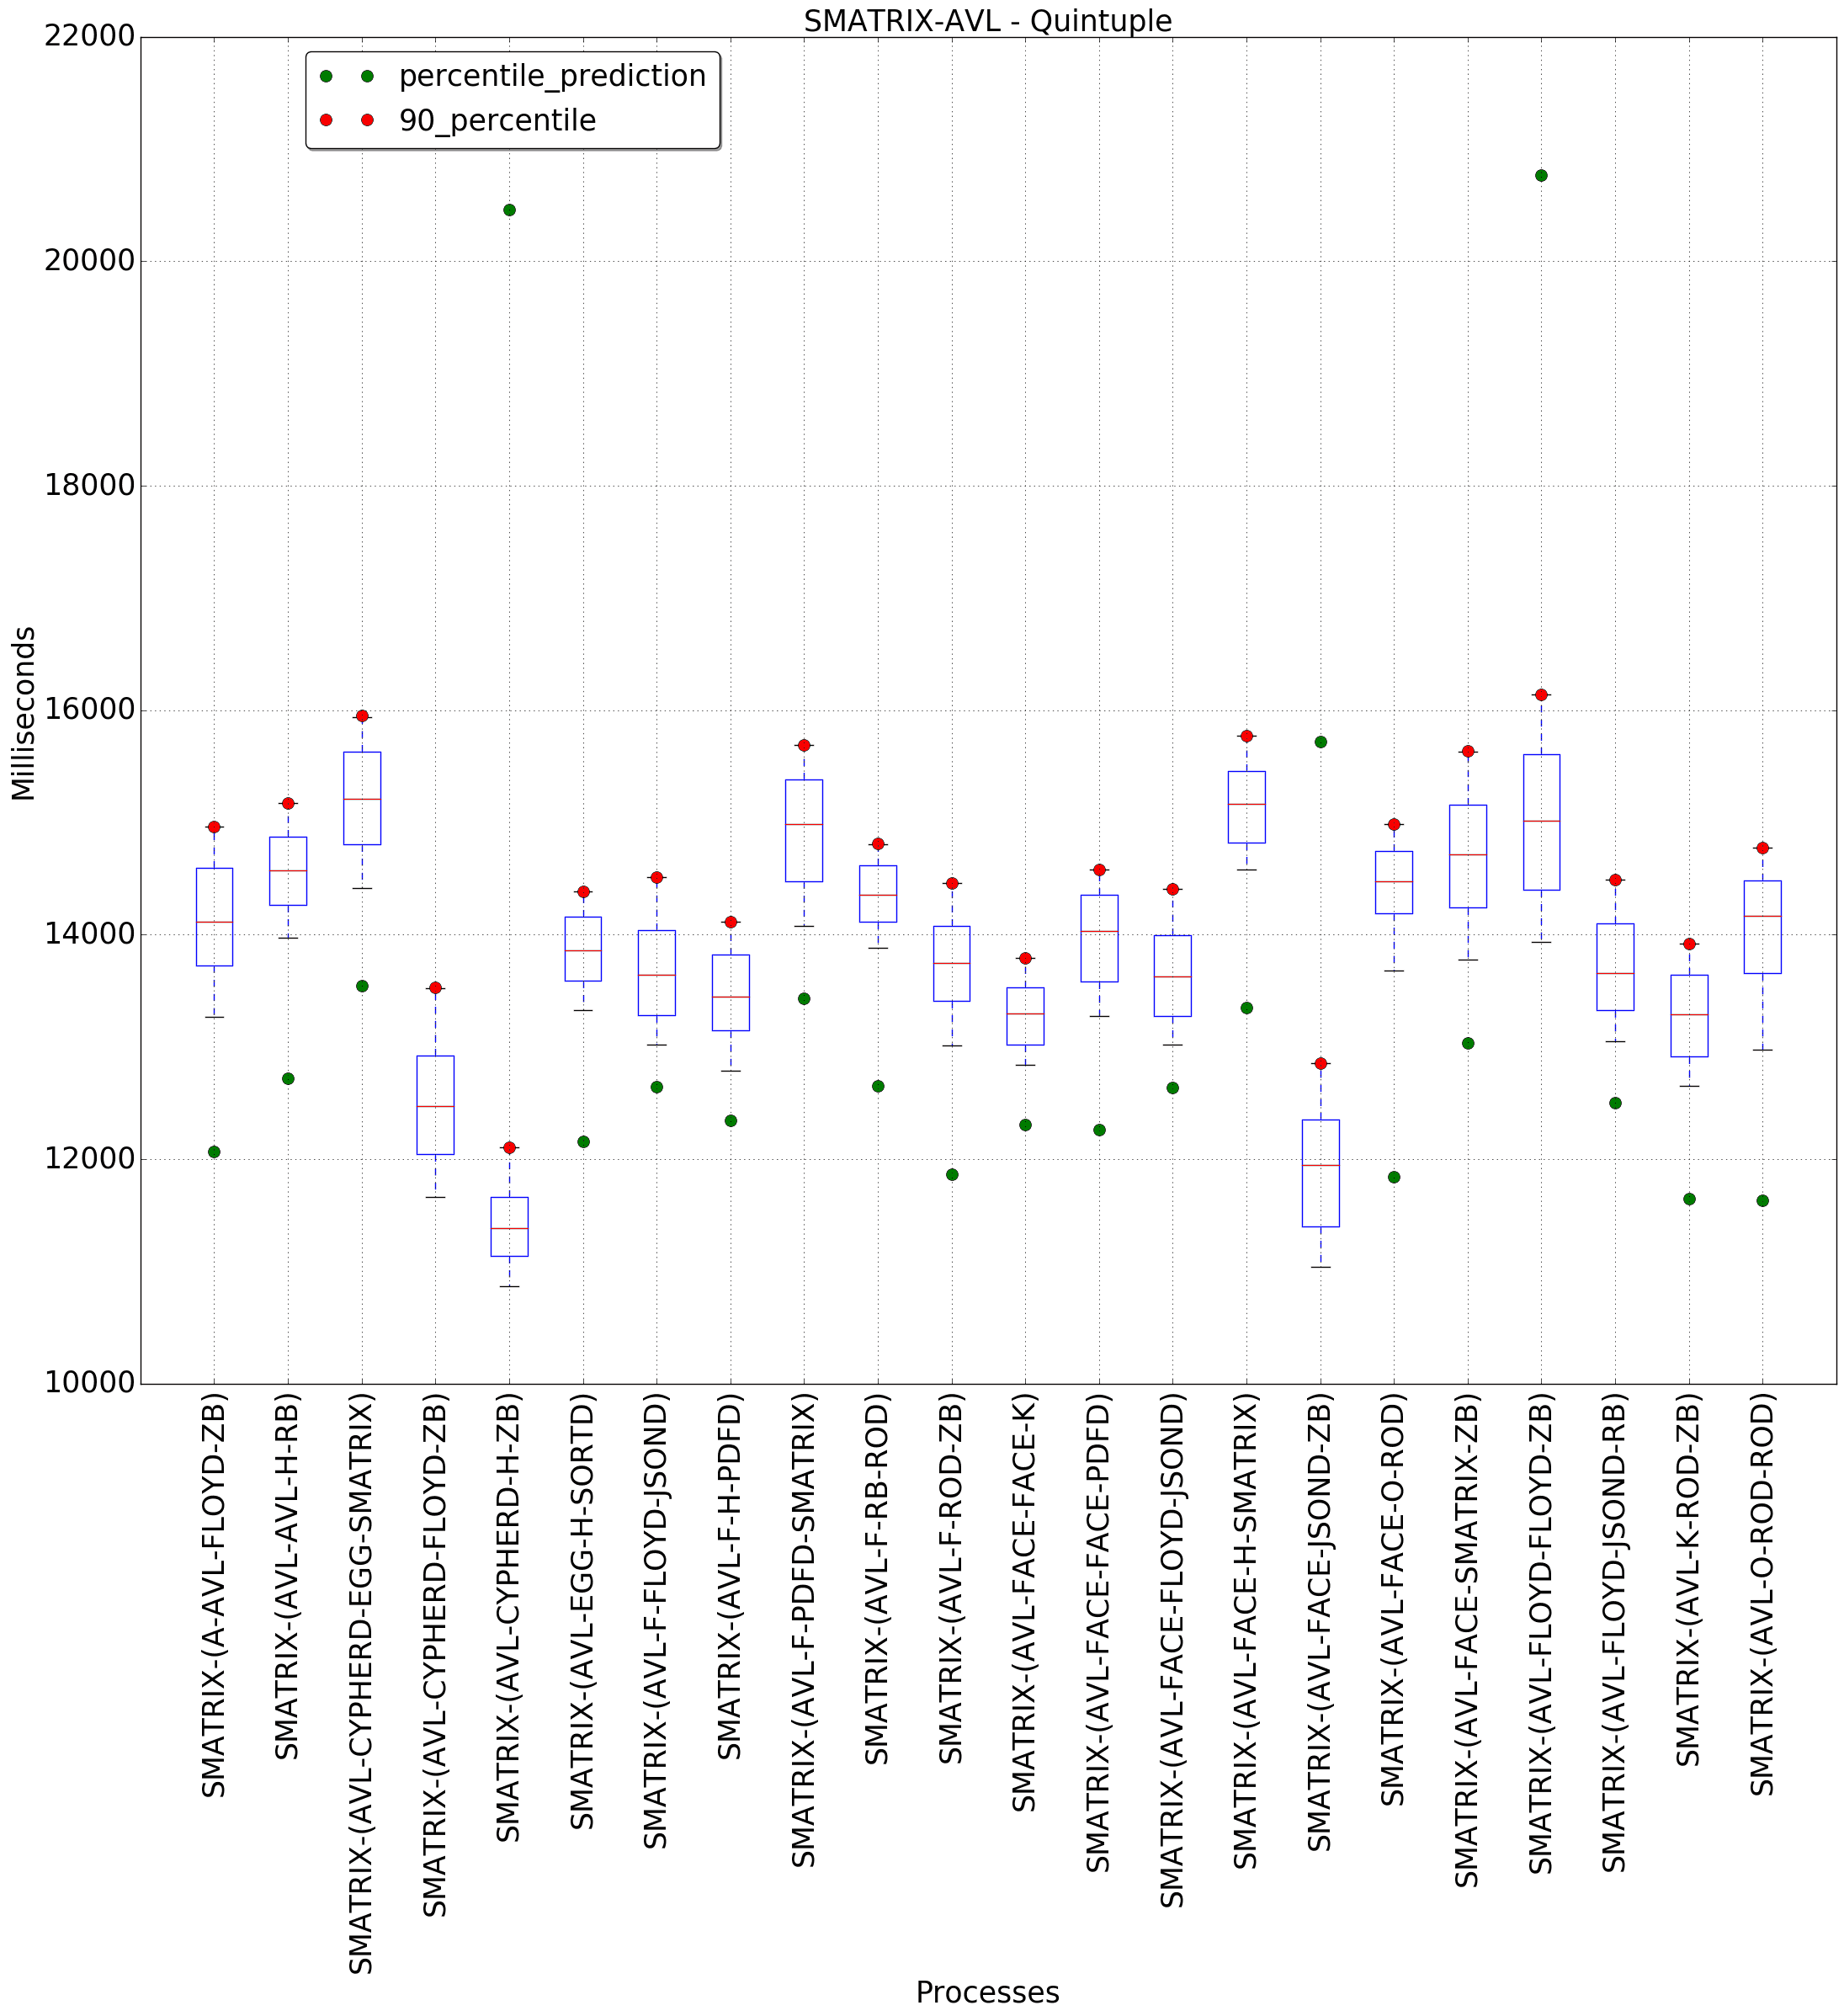 SMATRIX-AVL - Quintuple
percentile_prediction
90_percentile
22000
20000
18000
16000
14000
12000
10000
Milliseconds
SMATRIX-(A-AVL-FLOYD-ZB)
SMATRIX-(AVL-AVL-H-RB)
SMATRIX-(AVL-CYPHERD-EGG-SMATRIX)
SMATRIX-(AVL-CYPHERD-FLOYD-ZB)
SMATRIX-(AVL-CYPHERD-H-ZB)
SMATRIX-(AVL-EGG-H-SORTD)
SMATRIX-(AVL-F-FLOYD-JSOND)
SMATRIX-(AVL-F-H-PDFD)
SMATRIX-(AVL-F-PDFD-SMATRIX)
SMATRIX-(AVL-F-RB-ROD)
SMATRIX-(AVL-F-ROD-ZB)
SMATRIX-(AVL-FACE-FACE-K)
SMATRIX-(AVL-FACE-FACE-PDFD)
SMATRIX-(AVL-FACE-FLOYD-JSOND)
SMATRIX-(AVL-FACE-H-SMATRIX)
SMATRIX-(AVL-FACE-JSOND-ZB)
SMATRIX-(AVL-FACE-O-ROD)
SMATRIX-(AVL-FACE-SMATRIX-ZB)
SMATRIX-(AVL-FLOYD-FLOYD-ZB)
SMATRIX-(AVL-FLOYD-JSOND-RB)
SMATRIX-(AVL-K-ROD-ZB)
SMATRIX-(AVL-O-ROD-ROD)
Processes